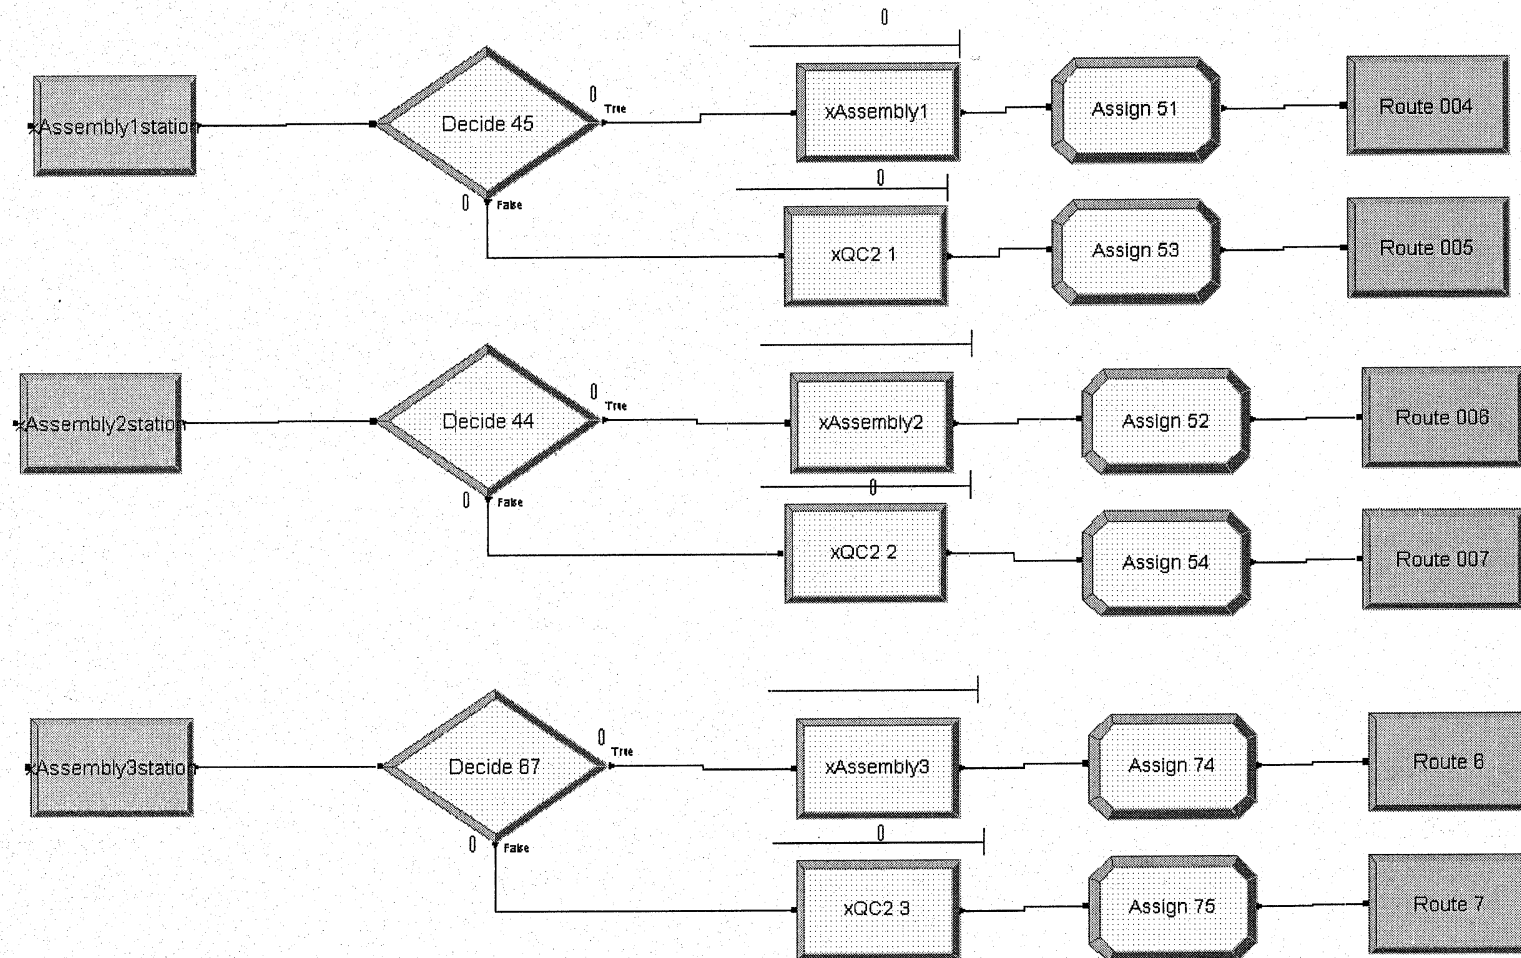 0
0
True
xAssembly1station
Decide 45
xAssembly1
Assign 51
Route 004
0
False
0
xQC2 1
Assign 53
Route 005
0
True
xAssembly2station
Decide 44
xAssembly2
Assign 52
Route 006
0
False
0
xQC2 2
Assign 54
Route 007
0
True
xAssembly3station
Decide 67
xAssembly3
Assign 74
Route 6
0
False
0
xQC2 3
Assign 75
Route 7